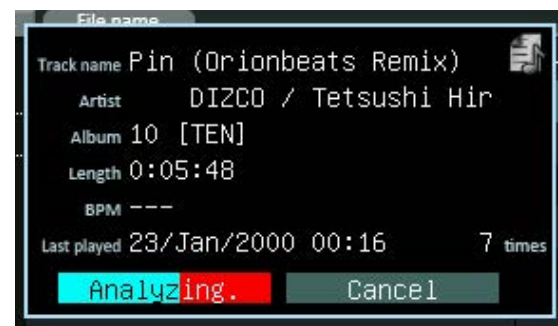 File name
Track name Pin (Orionbeats Remix)
Artist DIZCO / Tetsushi Hir
Album 10 [TEN]
Length 0:05:48
BPM ---
Last played 23/Jan/2000 00:16 7 times
Analyzing. Cancel